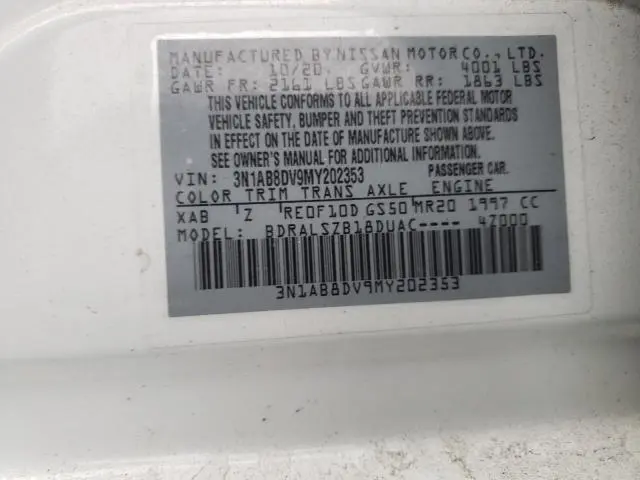 MANUFACTURED BY NISSAN MOTOR CO., LTD.
DATE: 10/20 GVWR: 4001 LBS
GAWR FR: 2161 LBS GAWR RR: 1863 LBS
THIS VEHICLE CONFORMS TO ALL APPLICABLE FEDERAL MOTOR
VEHICLE SAFETY, BUMPER AND THEFT PREVENTION STANDARDS
IN EFFECT ON THE DATE OF MANUFACTURE SHOWN ABOVE.
SEE OWNER'S MANUAL FOR ADDITIONAL INFORMATION.
VIN: 3N1AB8DV9MY202353 PASSENGER CAR.
COLOR TRIM TRANS AXLE ENGINE
XAB Z RE0F10D GS50 MR20 1997 CC
MODEL: BDRALSZB18DUAC---- 4Z000
3N1AB8DV9MY202353